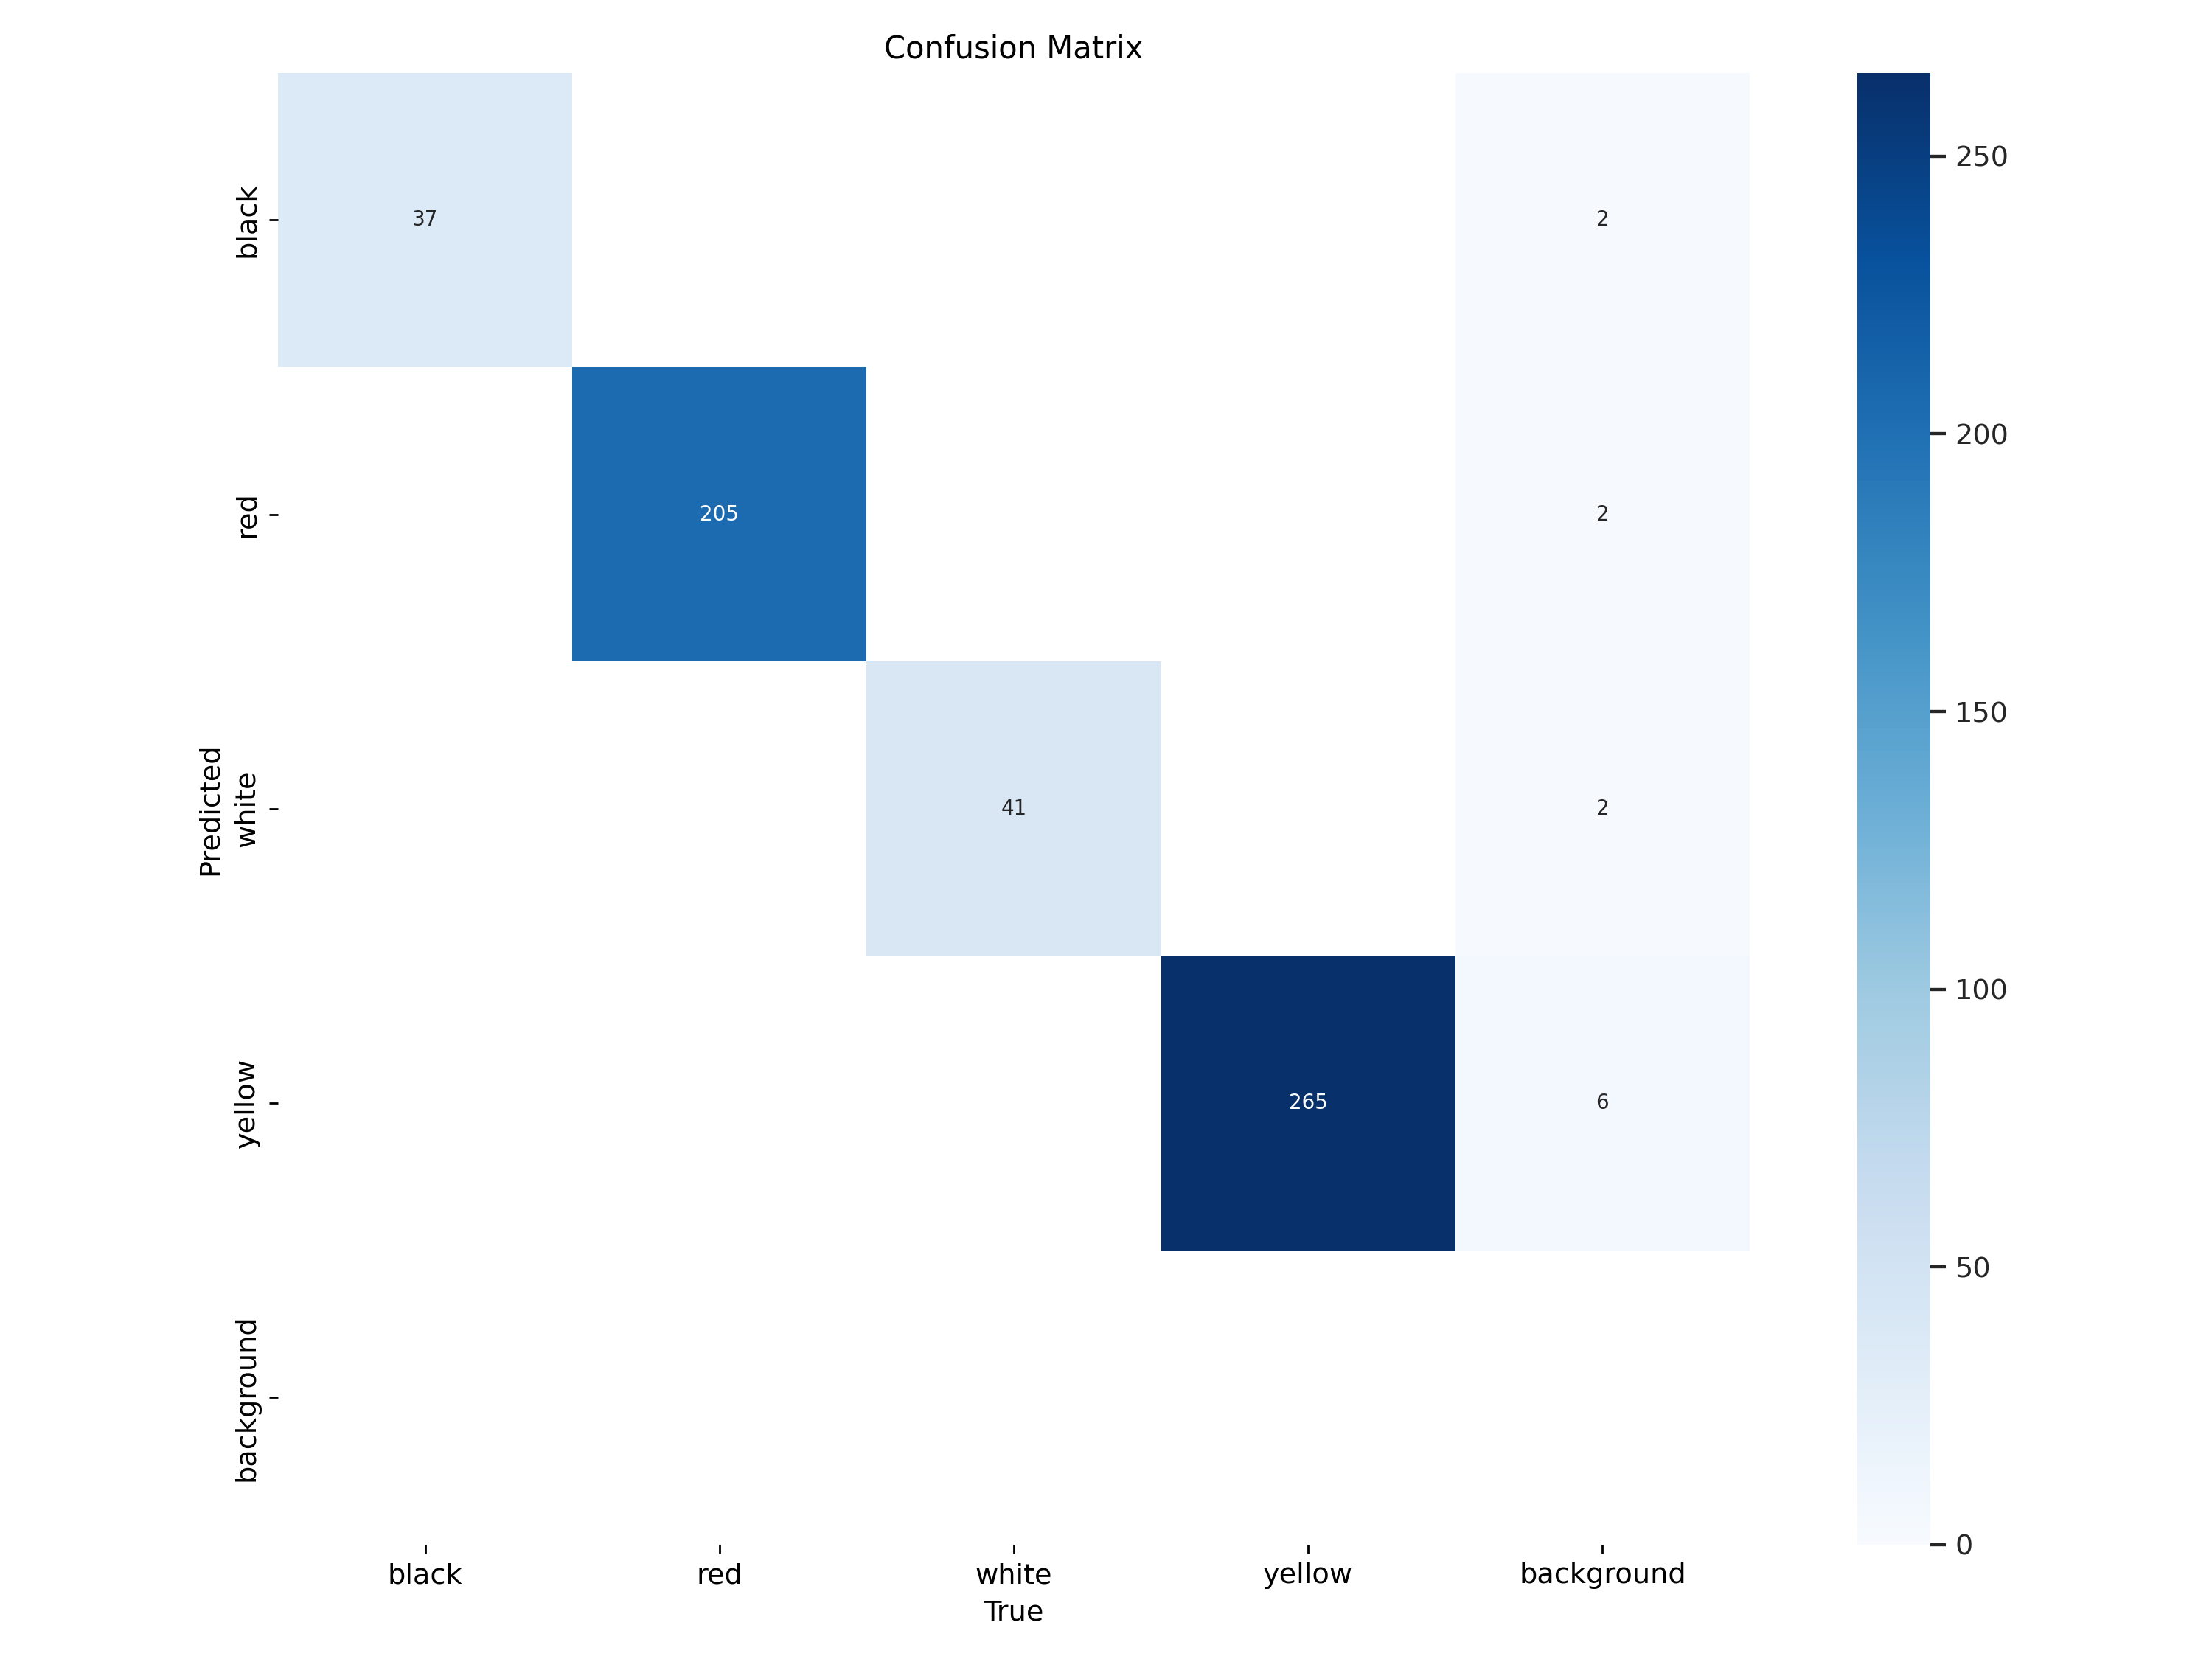 Confusion Matrix
black
red
white
yellow
background
Predicted
37
2
205
2
41
2
265
6
black
red
white
yellow
background
True
250
200
150
100
50
0